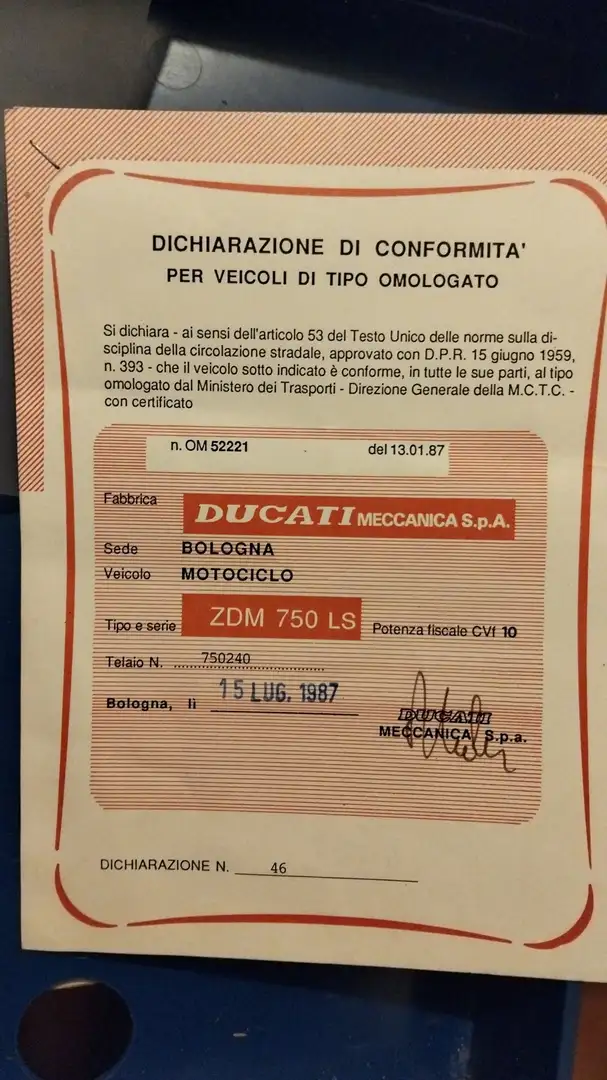 DICHIARAZIONE DI CONFORMITA'
PER VEICOLI DI TIPO OMOLOGATO
Si dichiara - ai sensi dell'articolo 53 del Testo Unico delle norme sulla di-
sciplina della circolazione stradale, approvato con D.P.R. 15 giugno 1959,
n. 393 - che il veicolo sotto indicato è conforme, in tutte le sue parti, al tipo
omologato dal Ministero dei Trasporti - Direzione Generale della M.C.T.C. -
con certificato
n. OM 52221 del 13.01.87
Fabbrica DUCATI MECCANICA S.p.A.
Sede BOLOGNA
Veicolo MOTOCICLO
Tipo e serie ZDM 750 LS Potenza fiscale CVf 10
Telaio N. 750240
Bologna, lì 15 LUG. 1987
DUCATI
MECCANICA S.p.a.
DICHIARAZIONE N. 46